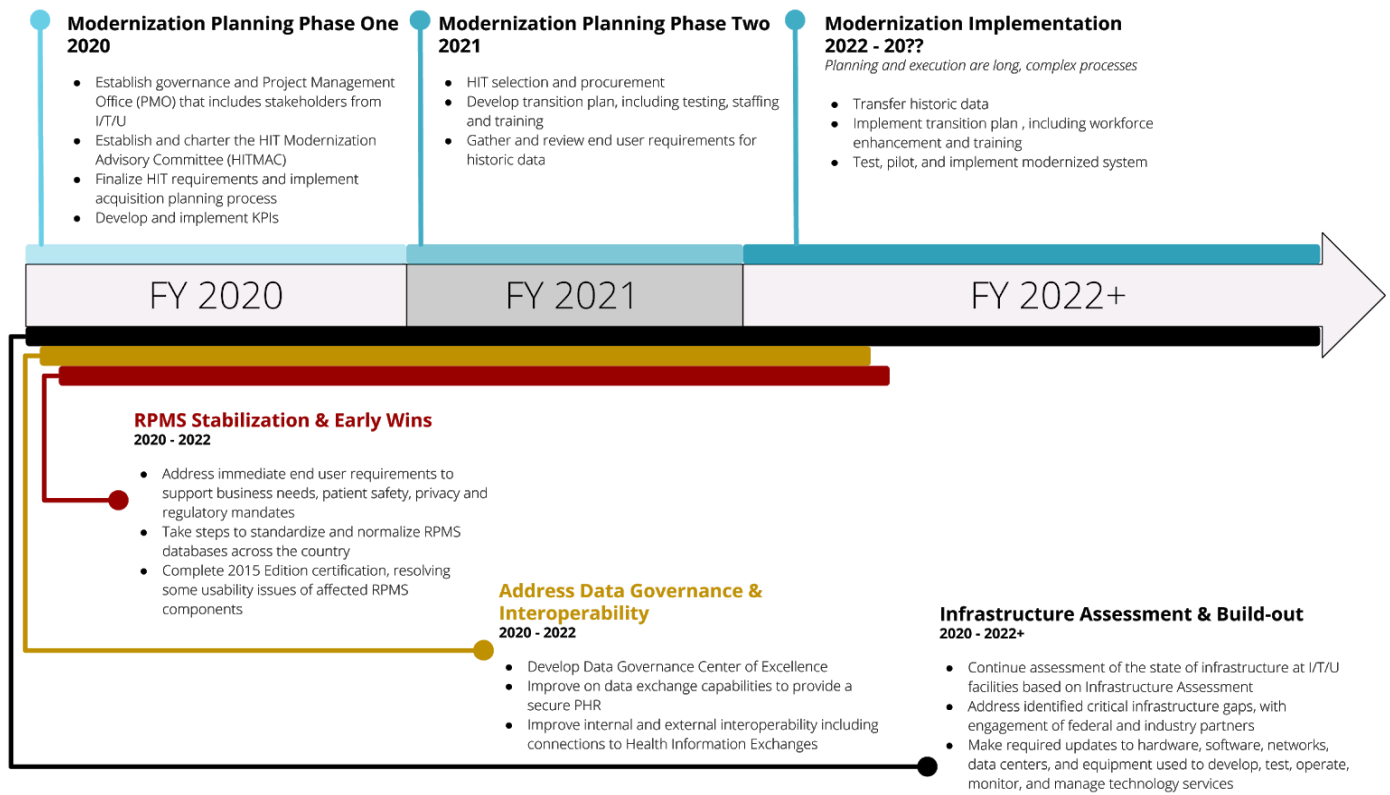 Modernization Planning Phase One
2020
● Establish governance and Project Management
Office (PMO) that includes stakeholders from
I/T/U
● Establish and charter the HIT Modernization
Advisory Committee (HITMAC)
● Finalize HIT requirements and implement
acquisition planning process
● Develop and implement KPIs
Modernization Planning Phase Two
2021
● HIT selection and procurement
● Develop transition plan, including testing, staffing
and training
● Gather and review end user requirements for
historic data
Modernization Implementation
2022 - 20??
Planning and execution are long, complex processes
● Transfer historic data
● Implement transition plan , including workforce
enhancement and training
● Test, pilot, and implement modernized system
FY 2020
FY 2021
FY 2022+
RPMS Stabilization & Early Wins
2020 - 2022
● Address immediate end user requirements to
support business needs, patient safety, privacy and
regulatory mandates
● Take steps to standardize and normalize RPMS
databases across the country
● Complete 2015 Edition certification, resolving
some usability issues of affected RPMS
components
Address Data Governance &
Interoperability
2020 - 2022
● Develop Data Governance Center of Excellence
● Improve on data exchange capabilities to provide a
secure PHR
● Improve internal and external interoperability including
connections to Health Information Exchanges
Infrastructure Assessment & Build-out
2020 - 2022+
● Continue assessment of the state of infrastructure at I/T/U
facilities based on Infrastructure Assessment
● Address identified critical infrastructure gaps, with
engagement of federal and industry partners
● Make required updates to hardware, software, networks,
data centers, and equipment used to develop, test, operate,
monitor, and manage technology services